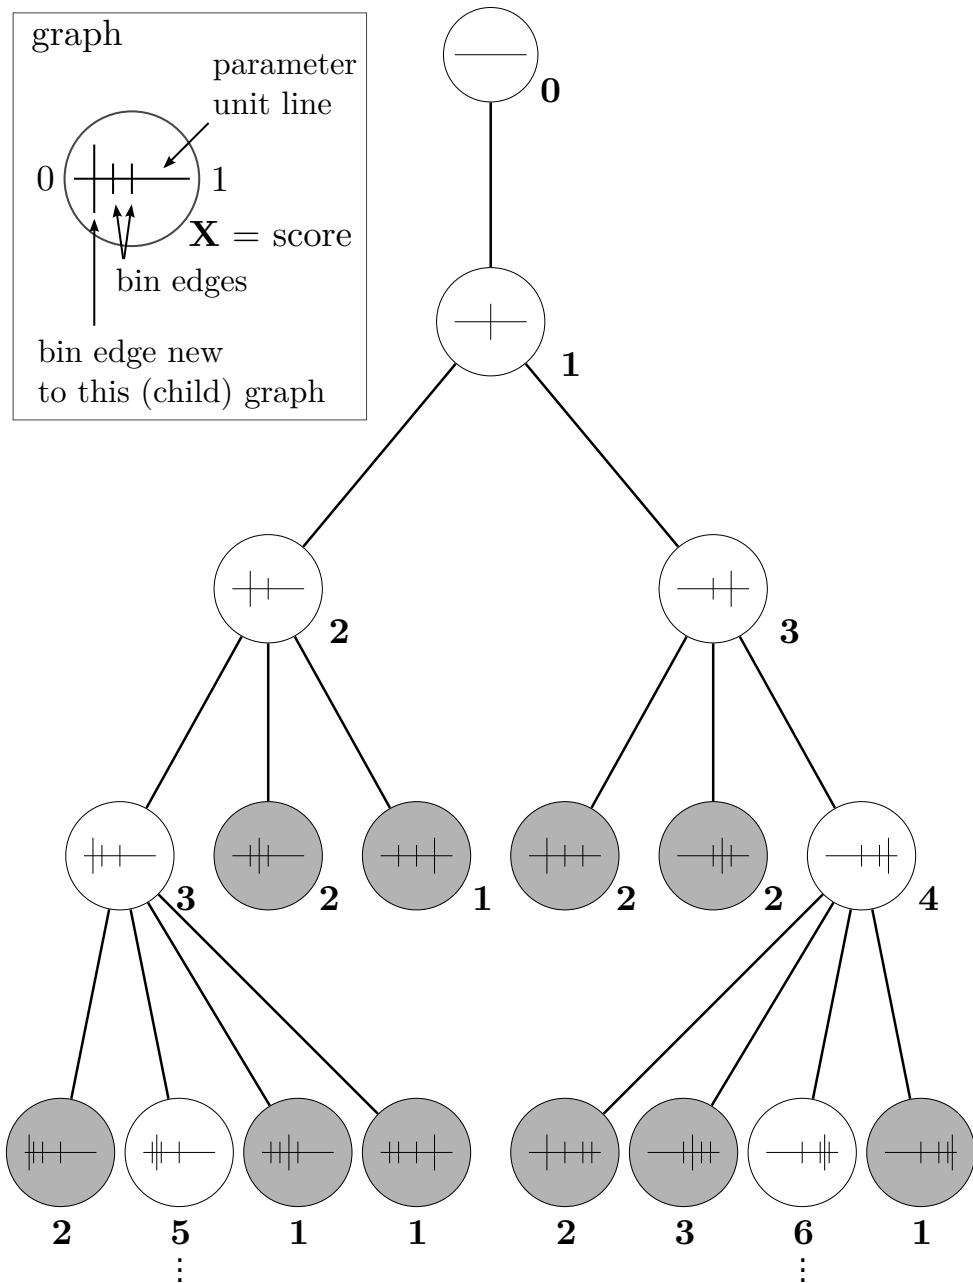 graph
parameter
unit line
0 1
X = score
bin edges
bin edge new
to this (child) graph
0
1
2 3
3 2 1 2 2 4
2 5 1 1 2 3 6 1